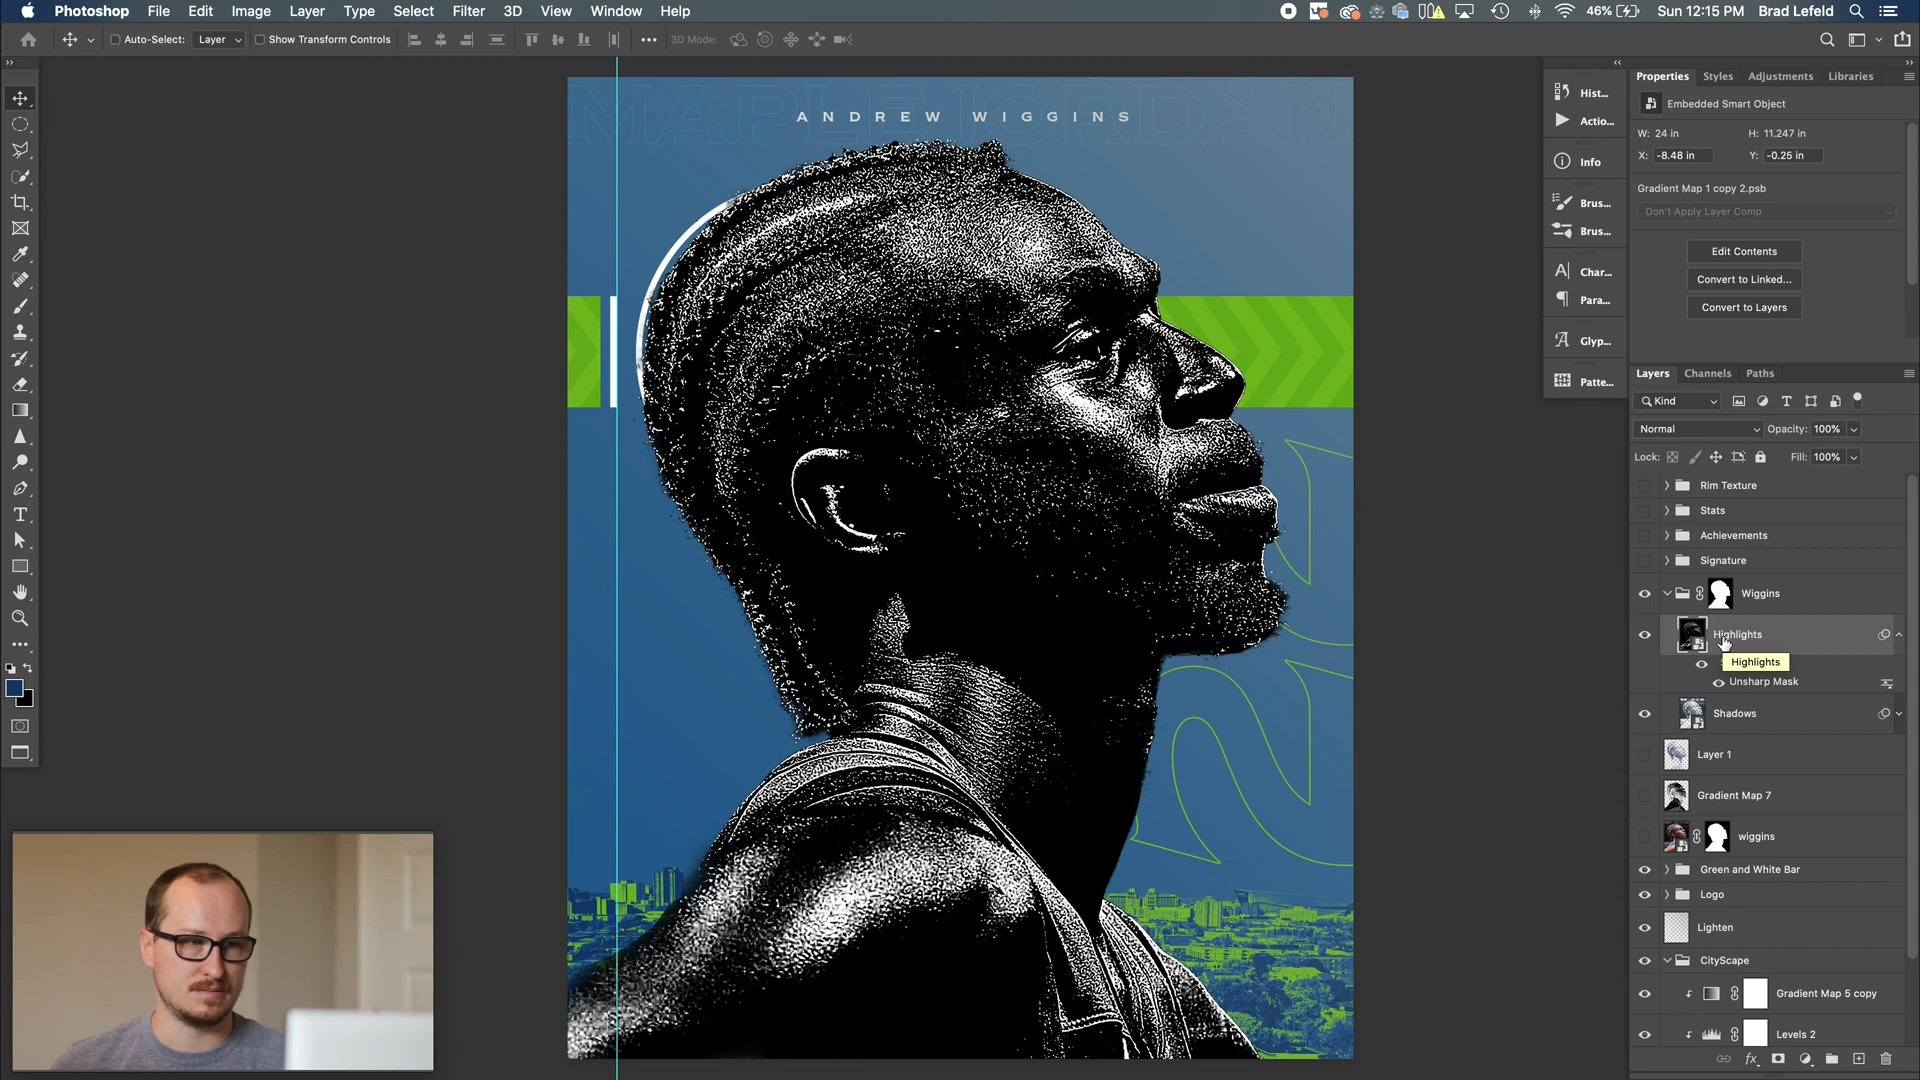 Photoshop File Edit Image Layer Type Select Filter 3D View Window Help 46% Sun 12:15 PM Brad Lefeld
Auto-Select: Layer Show Transform Controls 3D Mode:
MAPLE JORDAN
ANDREW WIGGINS
Hist...
Actio...
Info
Brus...
Brus...
Char...
Para...
Glyp...
Patte...
Properties Styles Adjustments Libraries
Embedded Smart Object
W: 24 in H: 11.247 in
X: -8.48 in Y: -0.25 in
Gradient Map 1 copy 2.psb
Don't Apply Layer Comp
Edit Contents
Convert to Linked...
Convert to Layers
Layers Channels Paths
Kind
Normal Opacity: 100%
Lock: Fill: 100%
Rim Texture
Stats
Achievements
Signature
Wiggins
Highlights
Highlights
Unsharp Mask
Shadows
Layer 1
Gradient Map 7
wiggins
Green and White Bar
Logo
Lighten
CityScape
Gradient Map 5 copy
Levels 2